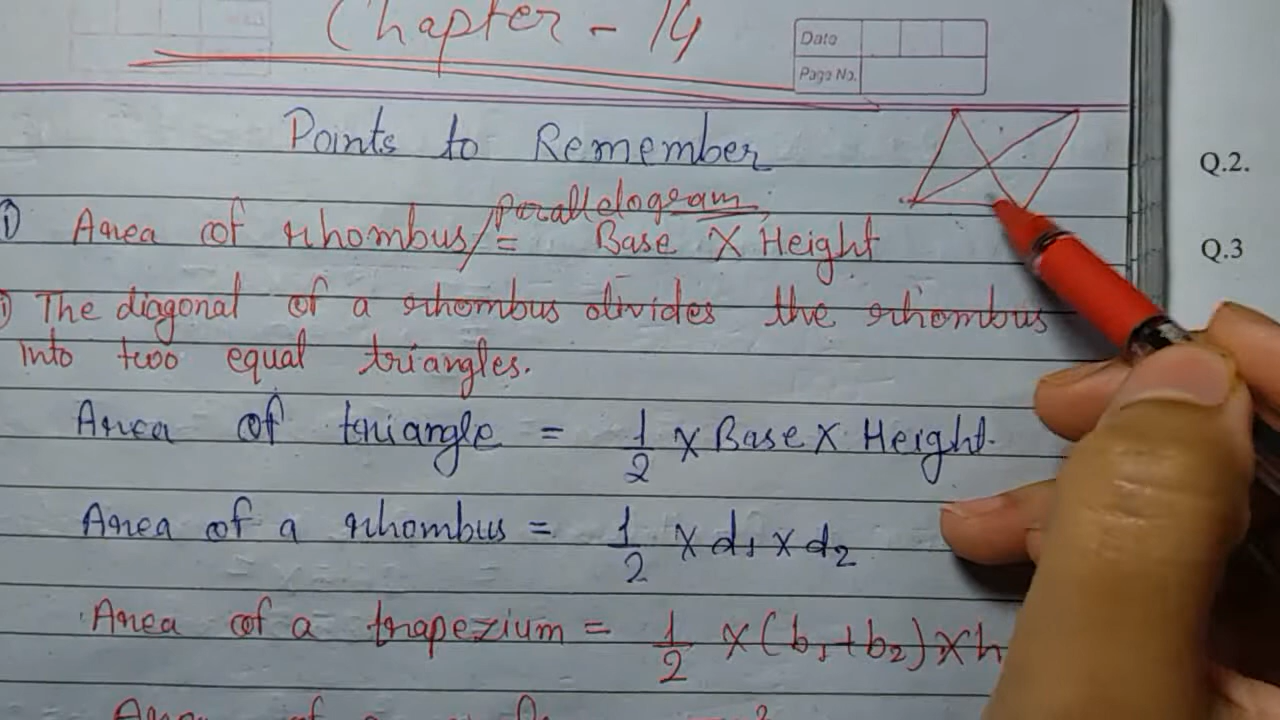 Chapter - 14
Date
Page No.
Points to Remember
Q.2.
parallelogram
Area of rhombus/= Base X Height
Q.3
The diagonal of a rhombus divides the rhombus
into two equal triangles.
Area of triangle = 1/2 X Base X Height.
Area of a rhombus = 1/2 X d1 X d2
Area of a trapezium = 1/2 X (b1+b2) X h